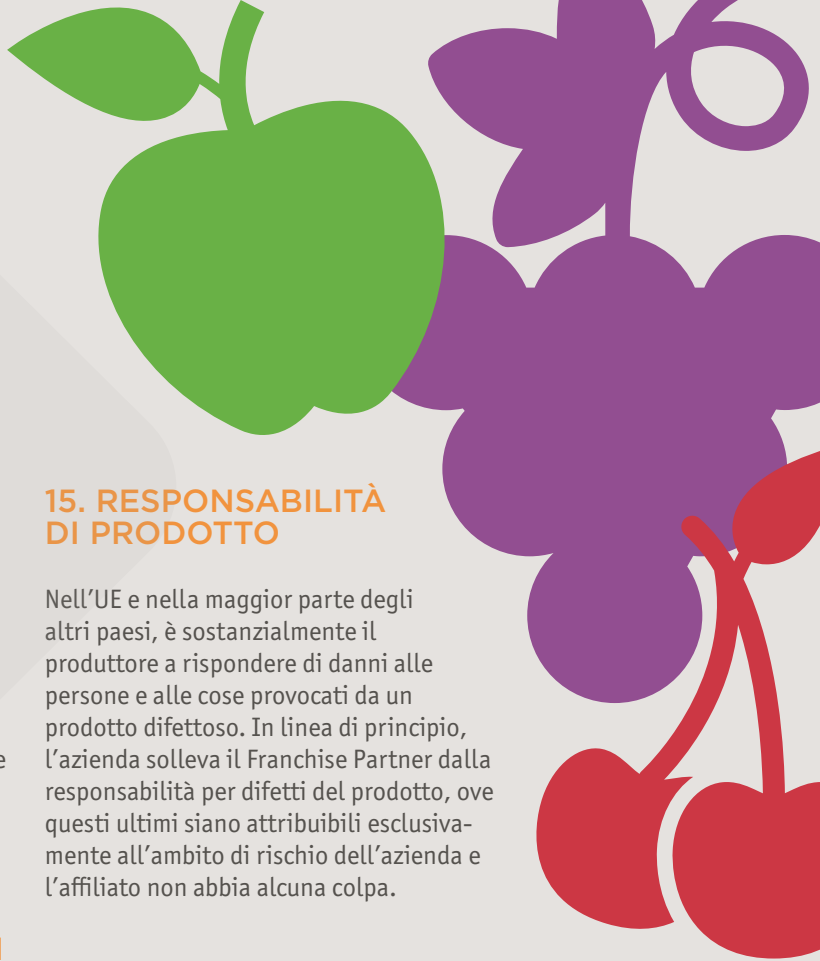 15. RESPONSABILITÀ
DI PRODOTTO
Nell’UE e nella maggior parte degli
altri paesi, è sostanzialmente il
produttore a rispondere di danni alle
persone e alle cose provocati da un
prodotto difettoso. In linea di principio,
l’azienda solleva il Franchise Partner dalla
responsabilità per difetti del prodotto, ove
questi ultimi siano attribuibili esclusiva-
mente all’ambito di rischio dell’azienda e
l’affiliato non abbia alcuna colpa.